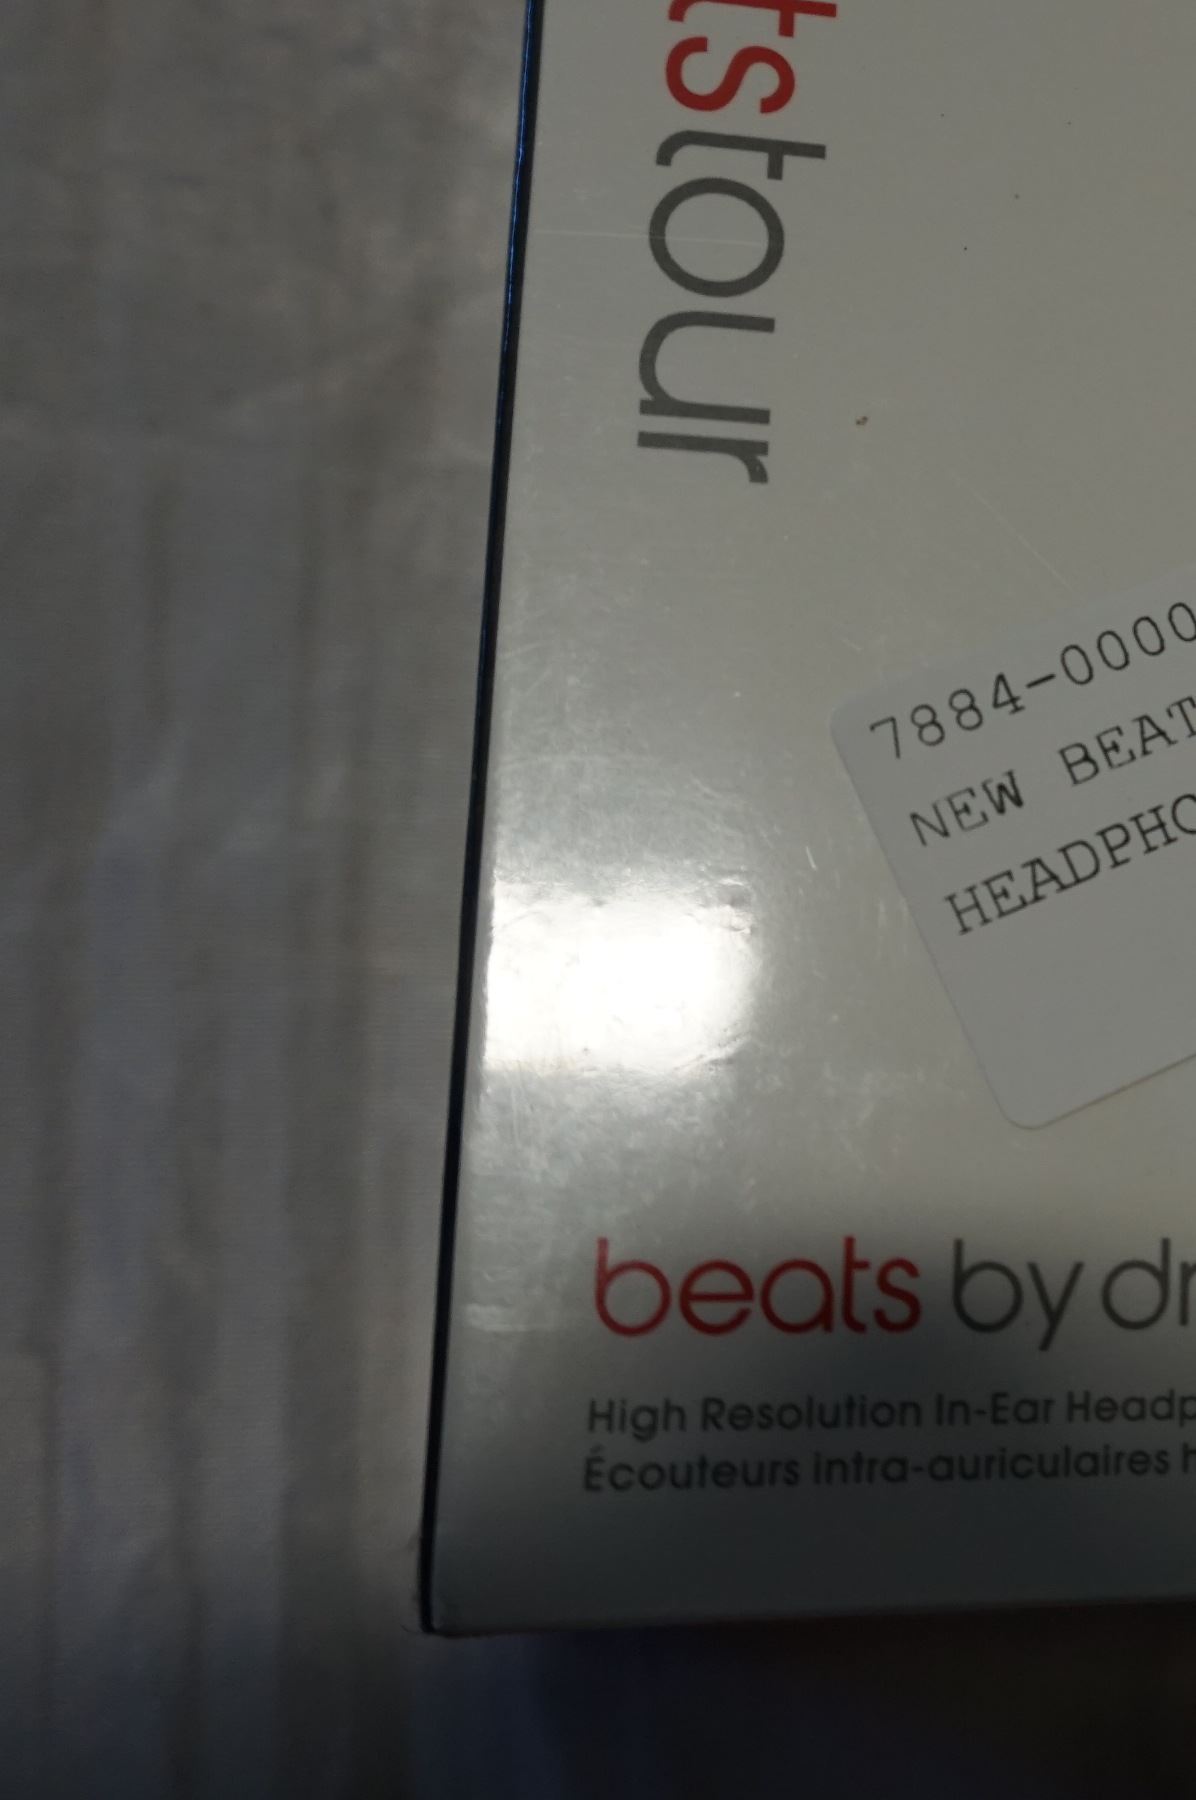 tstour
7884-0000
NEW BEAT
HEADPHO
beats by dr
High Resolution In-Ear Headp
Écouteurs intra-auriculaires h